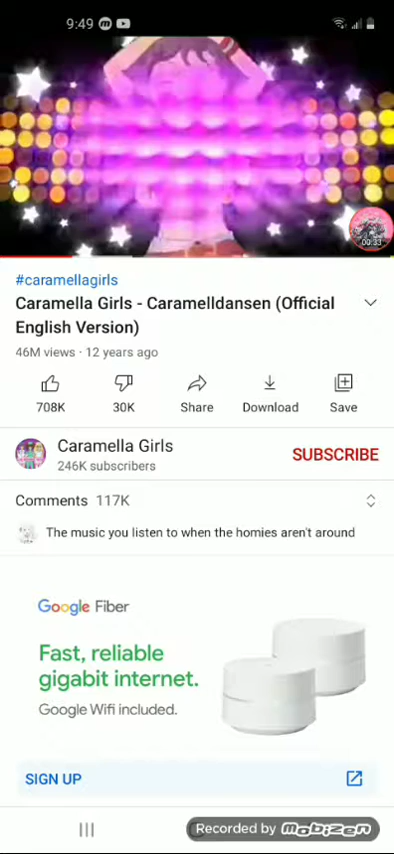 9:49
00:33
#caramellagirls
Caramella Girls - Caramelldansen (Official
English Version)
46M views · 12 years ago
708K
30K
Share
Download
Save
Caramella Girls
246K subscribers
SUBSCRIBE
Comments 117K
The music you listen to when the homies aren't around
Google Fiber
Fast, reliable
gigabit internet.
Google Wifi included.
SIGN UP
Recorded by mobizen